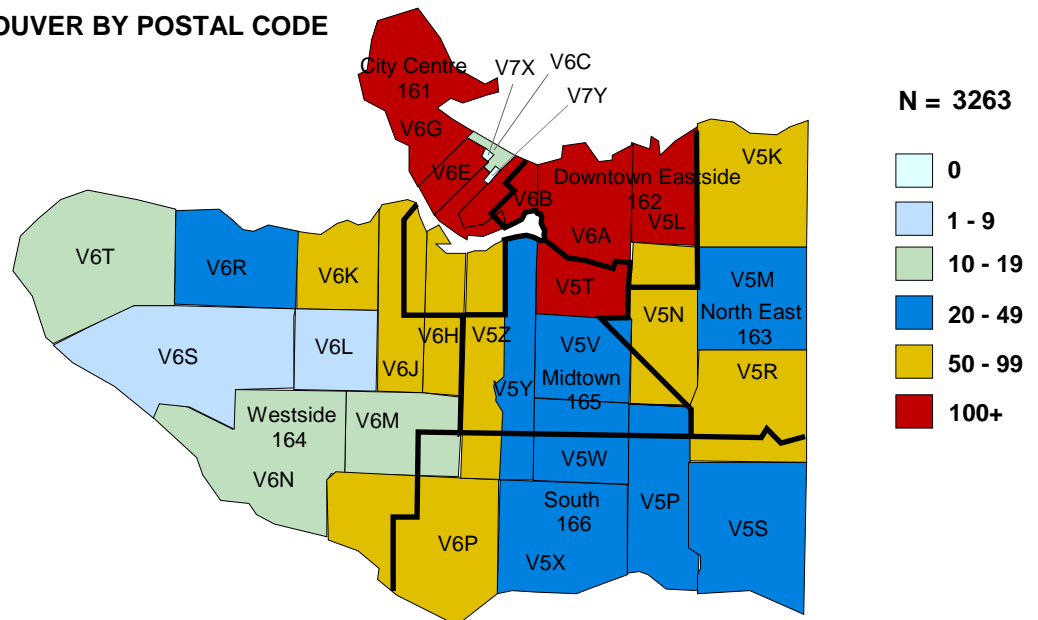 OUVER BY POSTAL CODE
City Centre
161
V7X
V6C
V7Y
V6G
V6E
V6B
Downtown Eastside
162
V5K
V6A
V5L
V6T
V6R
V6K
V5T
V5M
North East
163
V6S
V6L
V6J
V6H
V5Z
V5Y
V5V
V5N
V5R
Midtown
165
Westside
164
V6M
V6N
V5W
South
166
V5P
V6P
V5X
V5S
N = 3263
0
1 - 9
10 - 19
20 - 49
50 - 99
100+